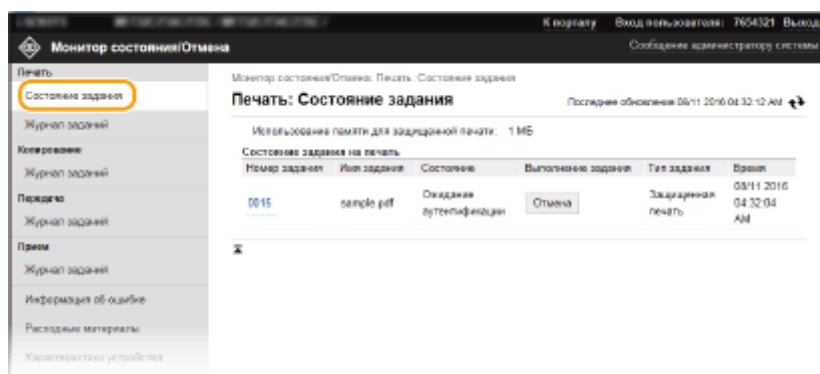 К порталу Вход пользователя: 7654321 Выход
Монитор состояния/Отмена Сообщение администратору системы
Печать
Состояние задания
Журнал заданий
Копирование
Журнал заданий
Передача
Журнал заданий
Прием
Журнал заданий
Информация об ошибке
Расходные материалы
Характеристики устройства
Монитор состояния/Отмена: Печать: Состояние задания
Печать: Состояние задания Последнее обновление 08/11 2016 04:32:12 AM
Использование памяти для защищенной печати: 1 МБ
Состояние задания на печать
Номер задания Имя задания Состояние Выполнение задания Тип задания Время
0015 sample.pdf Ожидание аутентификации Отмена Защищенная печать 08/11 2016 04:32:04 AM